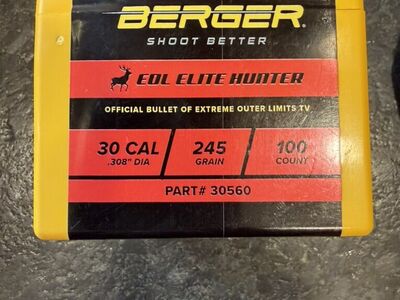 BERGER®
SHOOT BETTER
EOL ELITE HUNTER
OFFICIAL BULLET OF EXTREME OUTER LIMITS TV
30 CAL 245 100
.308" DIA GRAIN COUNT
PART# 30560